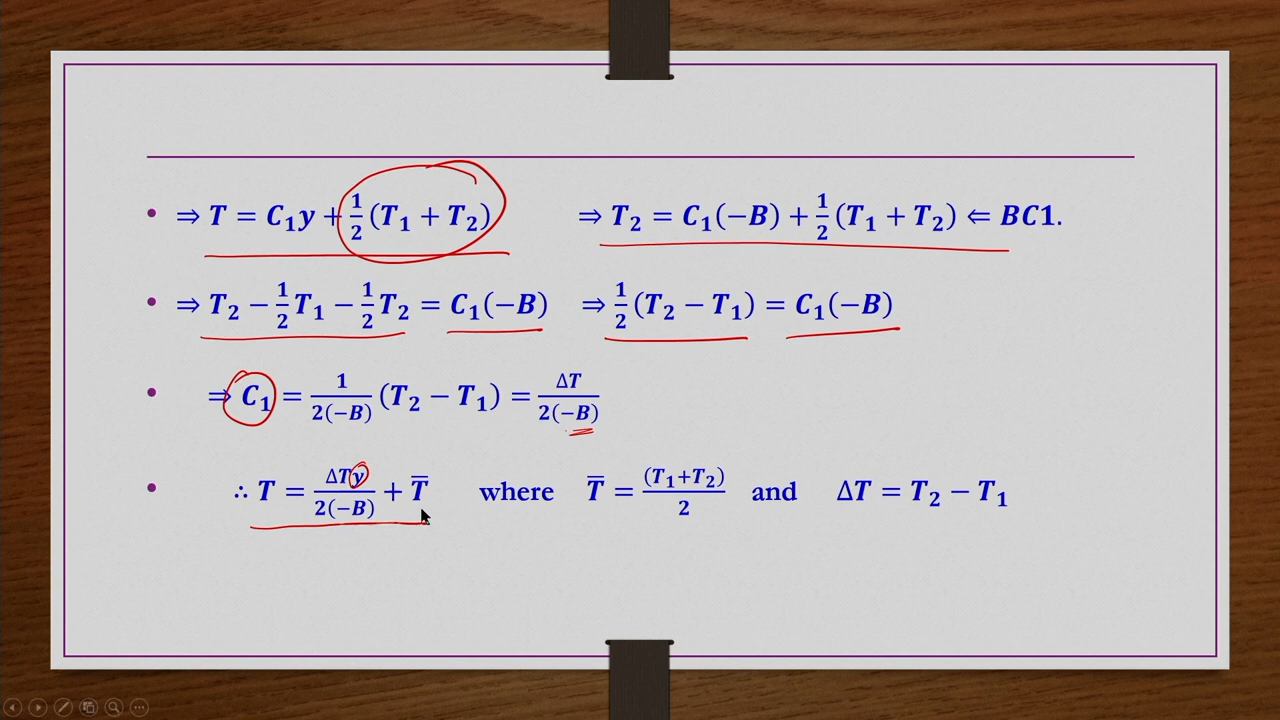 • ⇒ T = C₁y + ½(T₁ + T₂) ⇒ T₂ = C₁(−B) + ½(T₁ + T₂) ⇐ BC1.
• ⇒ T₂ − ½T₁ − ½T₂ = C₁(−B) ⇒ ½(T₂ − T₁) = C₁(−B)
• ⇒ C₁ = 1/2(−B) (T₂ − T₁) = ΔT/2(−B)
• ∴ T = ΔTy/2(−B) + T̅ where T̅ = (T₁+T₂)/2 and ΔT = T₂ − T₁